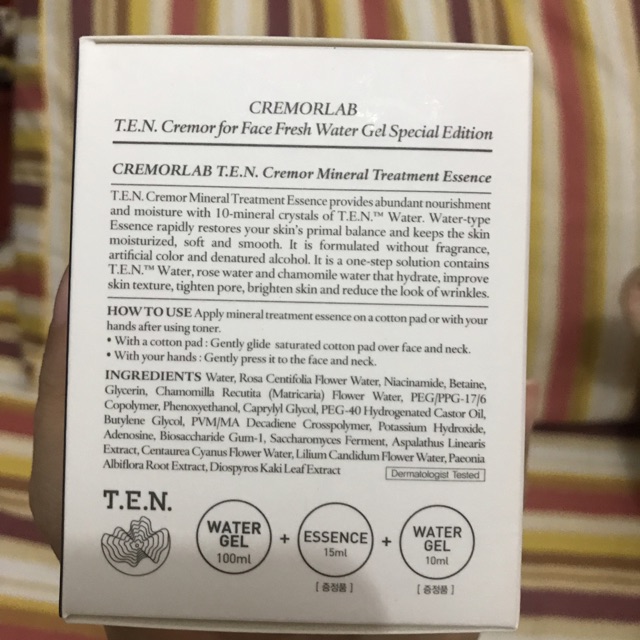 CREMORLAB
T.E.N. Cremor for Face Fresh Water Gel Special Edition
CREMORLAB T.E.N. Cremor Mineral Treatment Essence
T.E.N. Cremor Mineral Treatment Essence provides abundant nourishment
and moisture with 10-mineral crystals of T.E.N.™ Water. Water-type
Essence rapidly restores your skin's primal balance and keeps the skin
moisturized, soft and smooth. It is formulated without fragrance,
artificial color and denatured alcohol. It is a one-step solution contains
T.E.N.™ Water, rose water and chamomile water that hydrate, improve
skin texture, tighten pore, brighten skin and reduce the look of wrinkles.
HOW TO USE Apply mineral treatment essence on a cotton pad or with your
hands after using toner.
• With a cotton pad : Gently glide saturated cotton pad over face and neck.
• With your hands : Gently press it to the face and neck.
INGREDIENTS Water, Rosa Centifolia Flower Water, Niacinamide, Betaine,
Glycerin, Chamomilla Recutita (Matricaria) Flower Water, PEG/PPG-17/6
Copolymer, Phenoxyethanol, Caprylyl Glycol, PEG-40 Hydrogenated Castor Oil,
Butylene Glycol, PVM/MA Decadiene Crosspolymer, Potassium Hydroxide,
Adenosine, Biosaccharide Gum-1, Saccharomyces Ferment, Aspalathus Linearis
Extract, Centaurea Cyanus Flower Water, Lilium Candidum Flower Water, Paeonia
Albiflora Root Extract, Diospyros Kaki Leaf Extract
Dermatologist Tested
T.E.N.
WATER GEL 100ml + ESSENCE 15ml + WATER GEL 10ml
[ 증정품 ] [ 증정품 ]